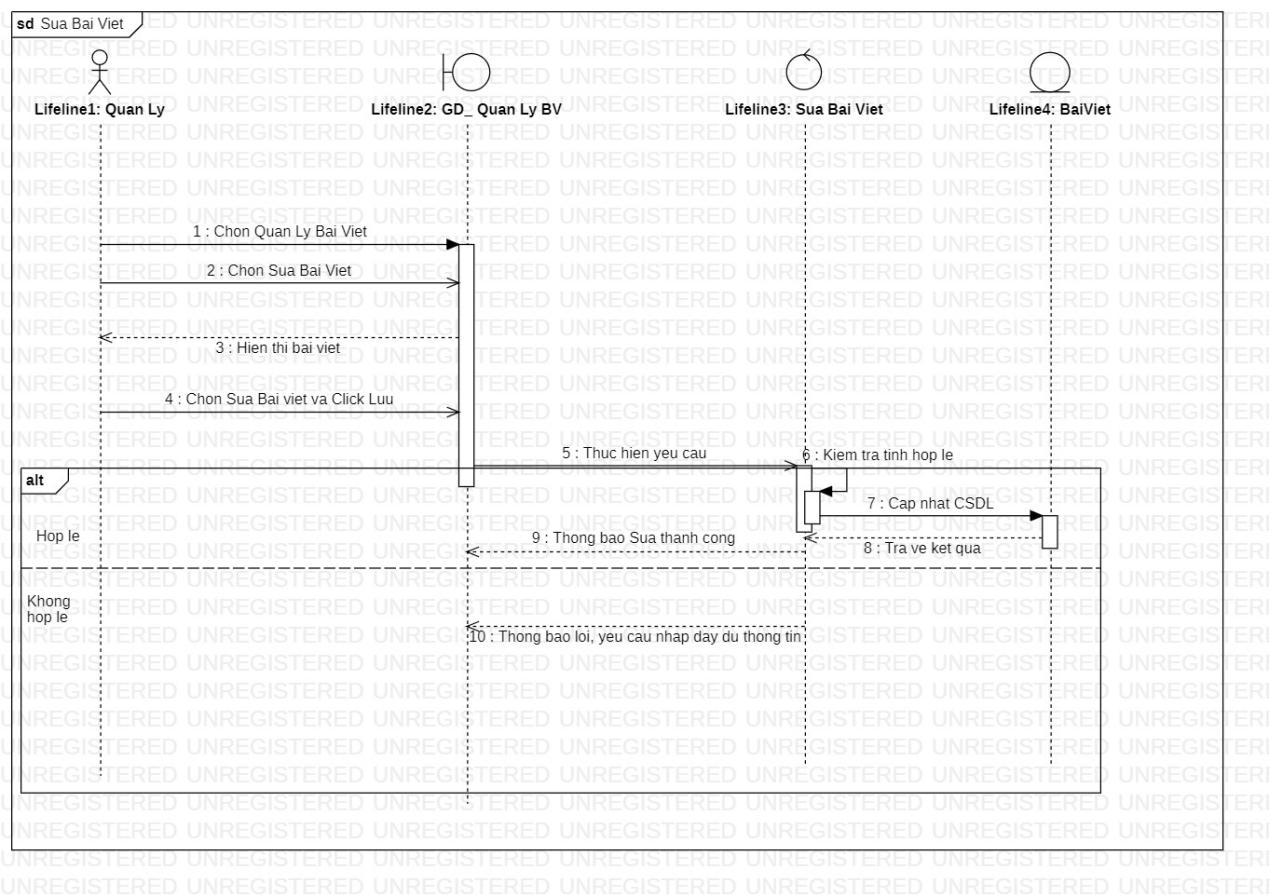 sd Sua Bai Viet
Lifeline1: Quan Ly
Lifeline2: GD_ Quan Ly BV
Lifeline3: Sua Bai Viet
Lifeline4: BaiViet
1 : Chon Quan Ly Bai Viet
2 : Chon Sua Bai Viet
3 : Hien thi bai viet
4 : Chon Sua Bai viet va Click Luu
5 : Thuc hien yeu cau
6 : Kiem tra tinh hop le
alt
7 : Cap nhat CSDL
Hop le
9 : Thong bao Sua thanh cong
8 : Tra ve ket qua
Khong
hop le
10 : Thong bao loi, yeu cau nhap day du thong tin
UNREGISTERED